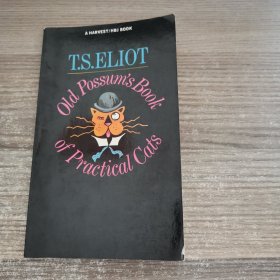 A HARVEST/HBJ BOOK
T.S. ELIOT
Old Possum's Book
of Practical Cats